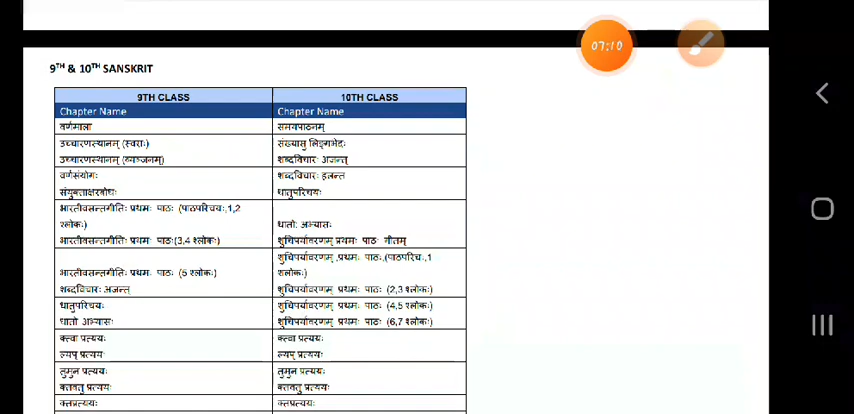 07:10
9TH & 10TH SANSKRIT
9TH CLASS 10TH CLASS
Chapter Name Chapter Name
वर्णमाला समयपाठनम्
उच्चारणस्थानम् (स्वराः) संख्यासु लिङ्गभेदः
उच्चारणस्थानम् (व्यञ्जनम्) शब्दविचारः अजन्त्
वर्णसंयोगः शब्दविचारः हलन्त
संयुक्ताक्षरबोधः धातुपरिचयः
भारतीवसन्तगीतिः प्रथमः पाठः (पाठपरिचयः,1,2
श्लोकः) धातोः अभ्यासः
भारतीवसन्तगीतिः प्रथमः पाठः(3,4 श्लोकः) शुचिपर्यावरणम् प्रथमः पाठः गीतम्
शुचिपर्यावरणम् ,प्रथमः पाठः,(पाठपरिचः,1
भारतीवसन्तगीतिः प्रथमः पाठः (5 श्लोकः) श्लोकः)
शब्दविचारः अजन्त् शुचिपर्यावरणम् प्रथमः पाठः (2,3 श्लोकः)
धातुपरिचयः शुचिपर्यावरणम् प्रथमः पाठः (4,5 श्लोकः)
धातो अभ्यासः शुचिपर्यावरणम् प्रथमः पाठः (6,7 श्लोकः)
क्त्वा प्रत्ययः क्त्वा प्रत्ययः
ल्यप् प्रत्ययः ल्यप् प्रत्ययः
तुमुन प्रत्ययः तुमुन प्रत्ययः
क्तवतु प्रत्ययः क्तवतु प्रत्ययः
क्तप्रत्ययः क्तप्रत्ययः